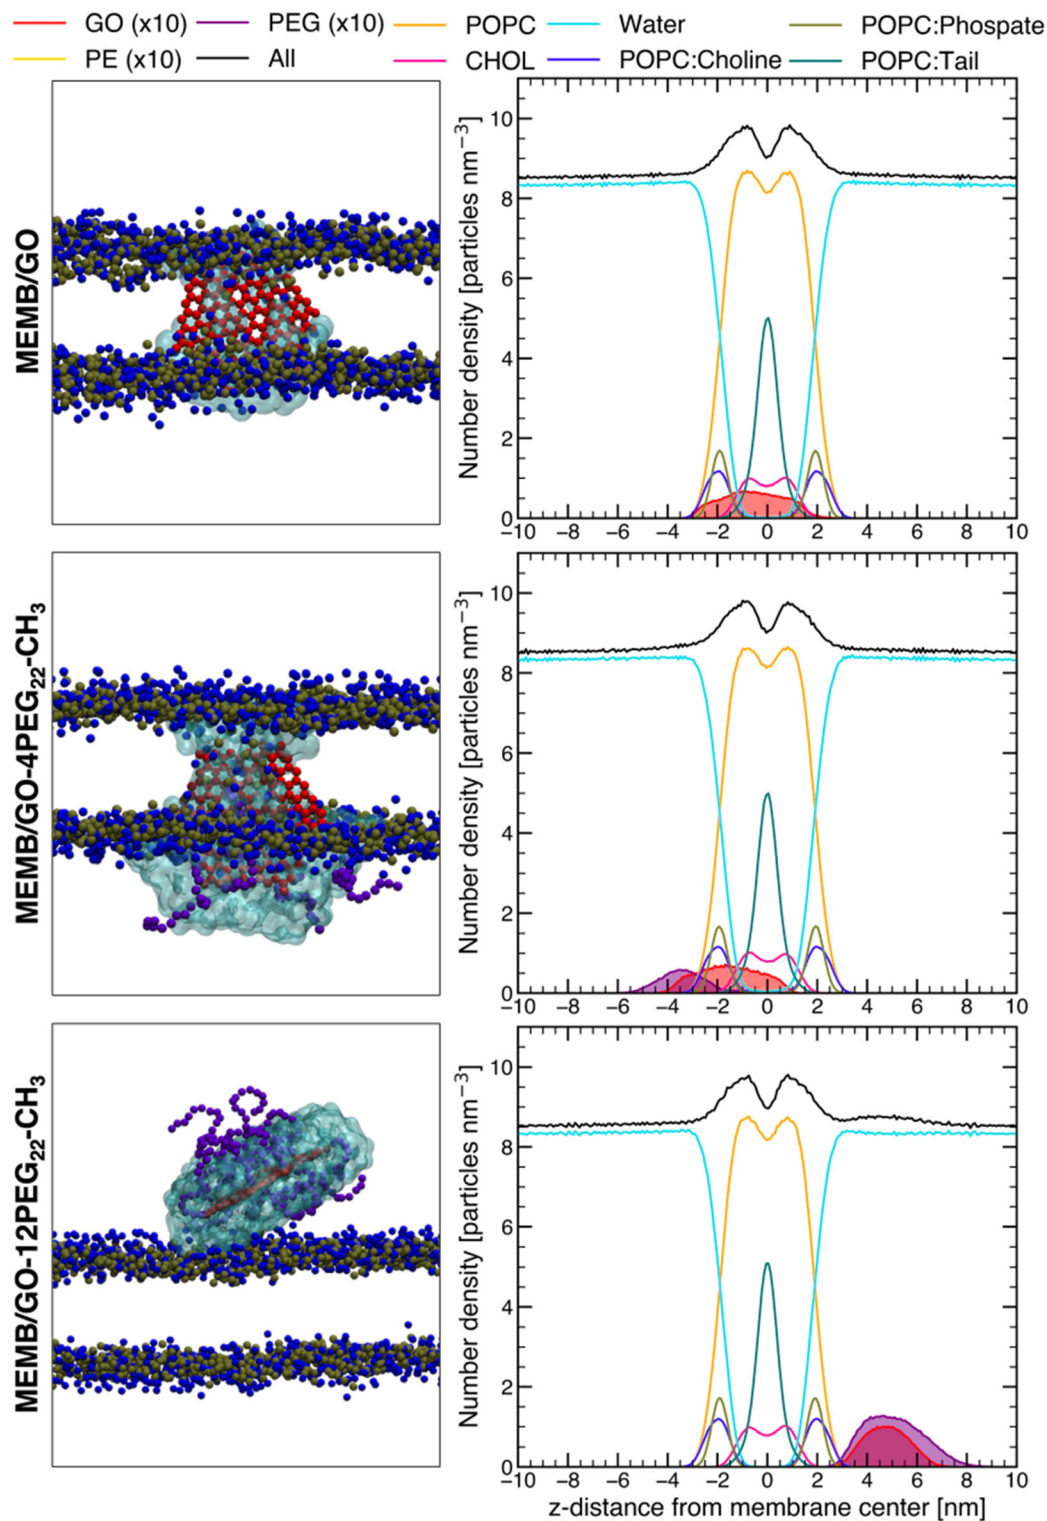 GO (x10) PEG (x10) POPC Water POPC:Phospate
PE (x10) All CHOL POPC:Choline POPC:Tail
MEMB/GO
Number density [particles nm⁻³]
10
8
6
4
2
0
−10 −8 −6 −4 −2 0 2 4 6 8 10
MEMB/GO-4PEG₂₂-CH₃
Number density [particles nm⁻³]
10
8
6
4
2
0
−10 −8 −6 −4 −2 0 2 4 6 8 10
MEMB/GO-12PEG₂₂-CH₃
Number density [particles nm⁻³]
10
8
6
4
2
0
−10 −8 −6 −4 −2 0 2 4 6 8 10
z-distance from membrane center [nm]